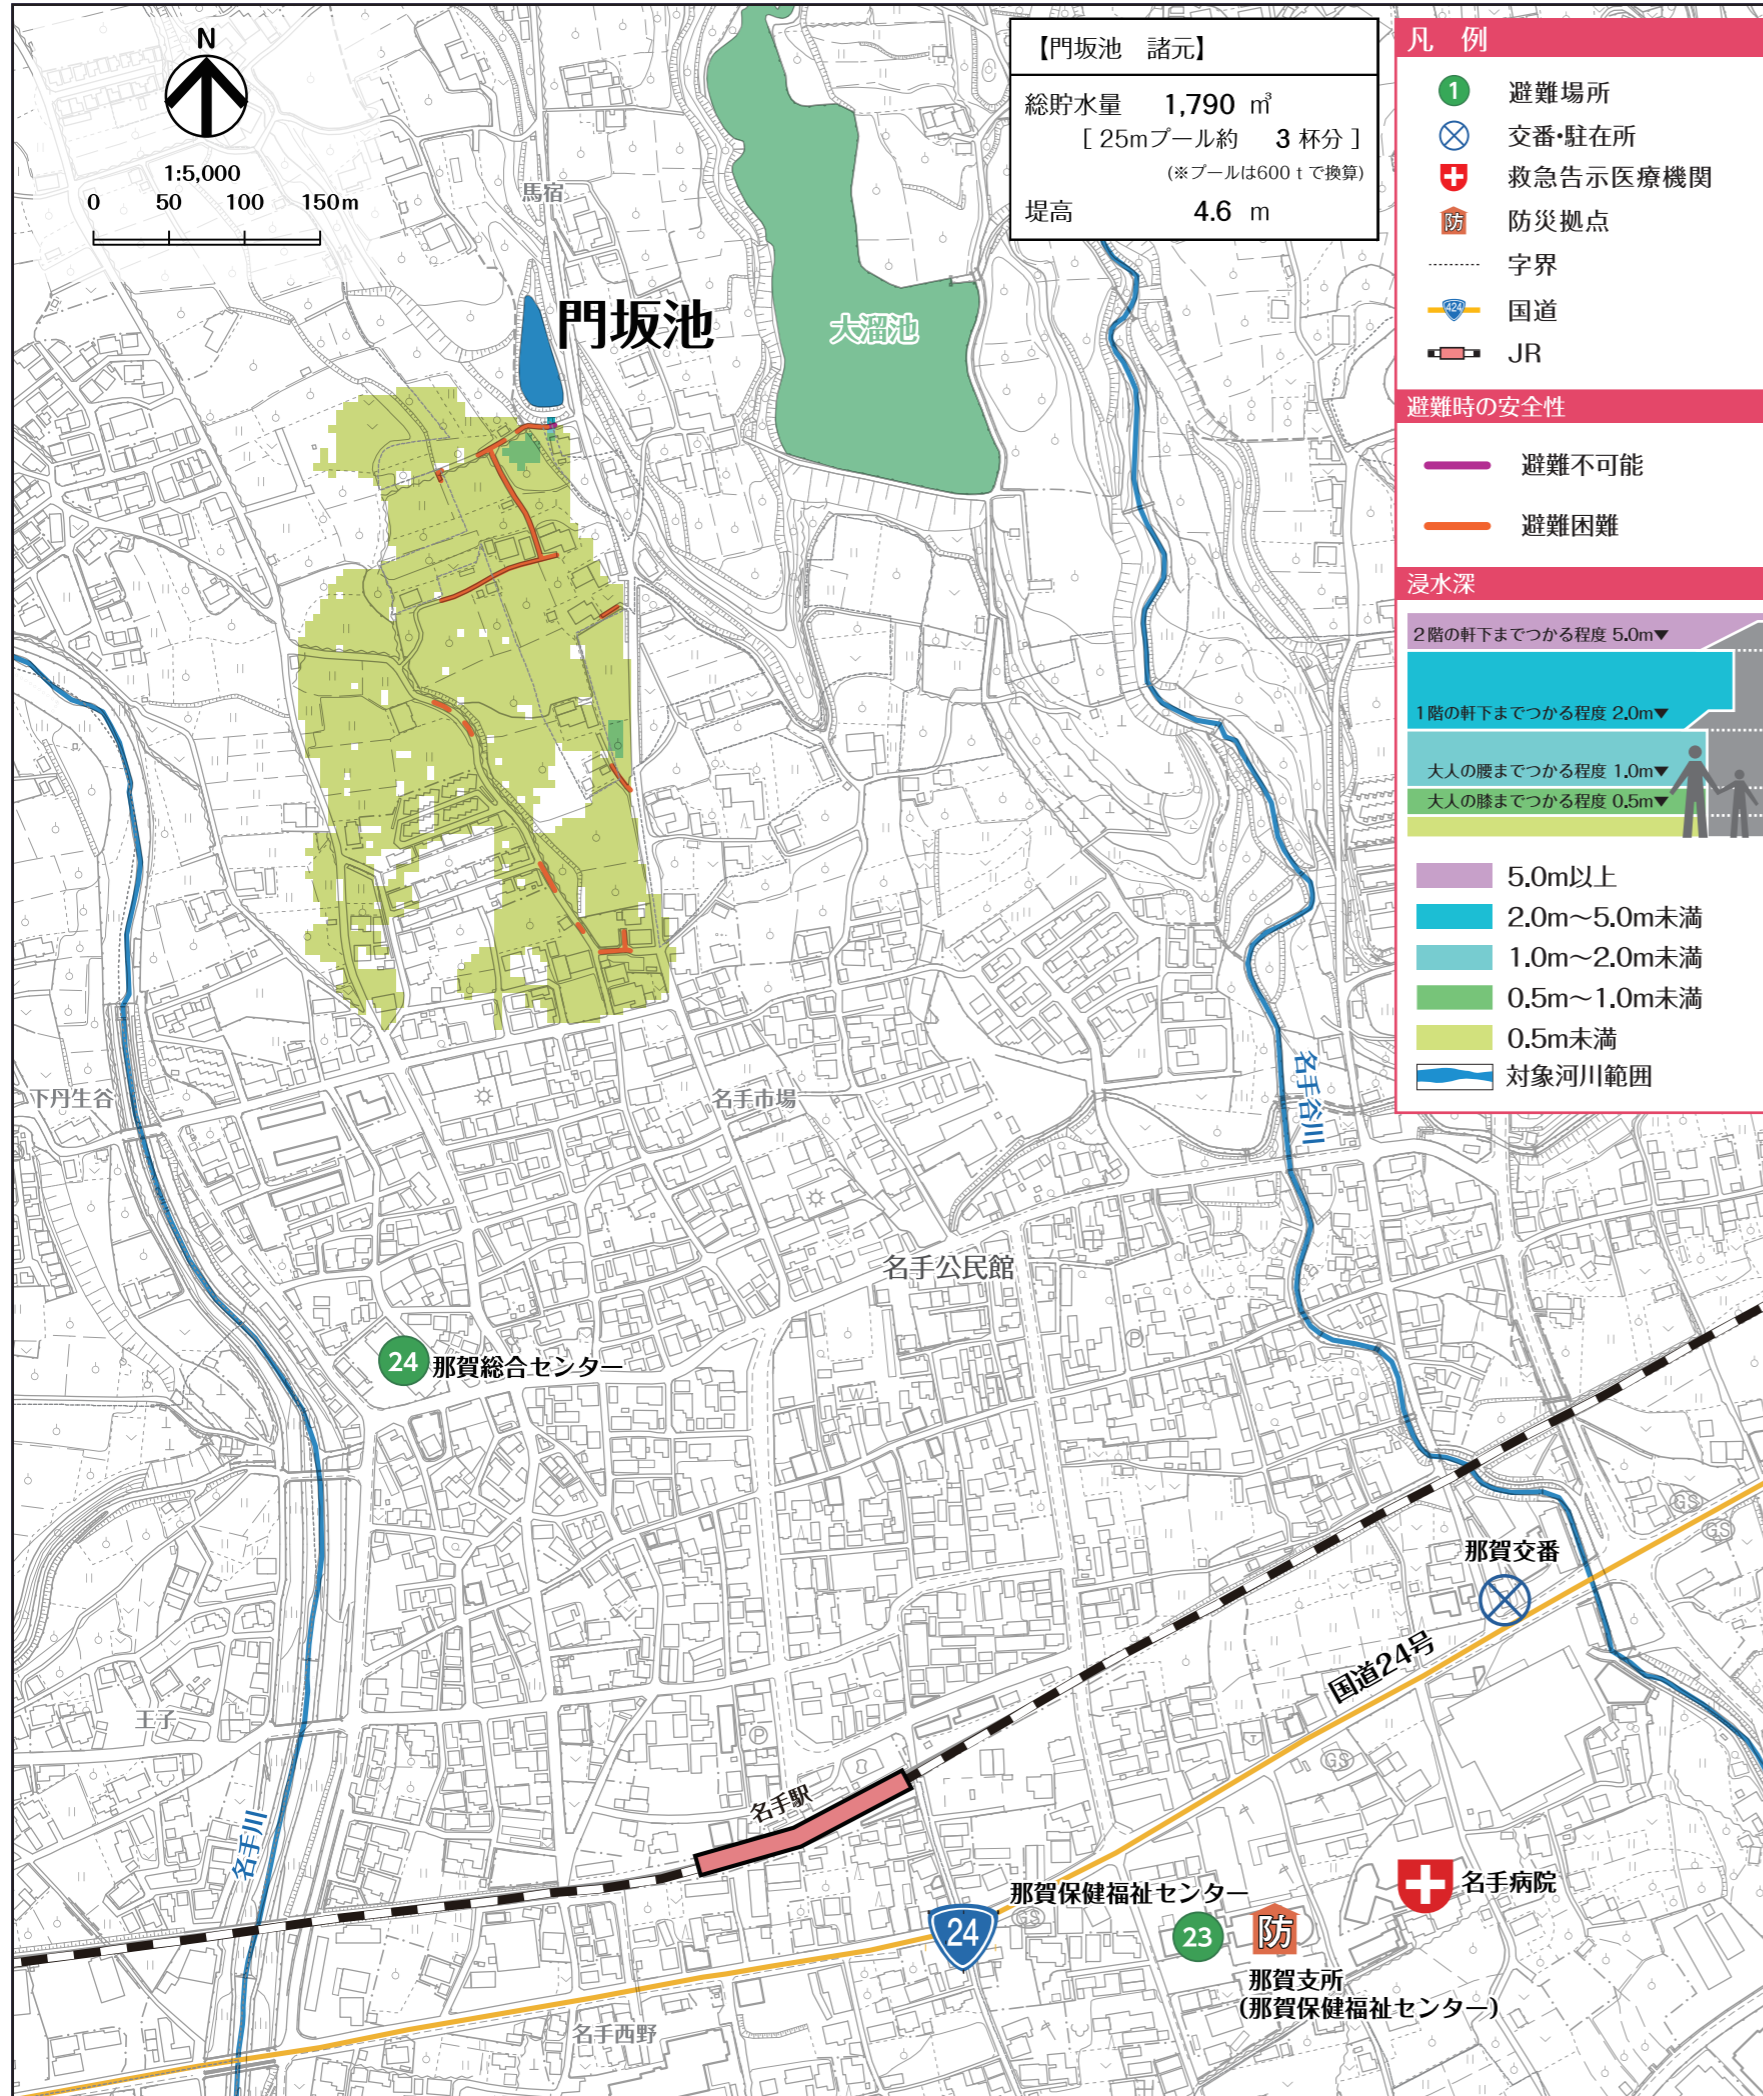 N
1:5,000
0 50 100 150m
【門坂池 諸元】
総貯水量 1,790 ㎥
[ 25mプール約 3 杯分 ]
(※プールは600 t で換算)
堤高 4.6 m
凡 例
1 避難場所
交番・駐在所
救急告示医療機関
防 防災拠点
字界
424 国道
JR
避難時の安全性
避難不可能
避難困難
浸水深
2階の軒下までつかる程度 5.0m▼
1階の軒下までつかる程度 2.0m▼
大人の腰までつかる程度 1.0m▼
大人の膝までつかる程度 0.5m▼
5.0m以上
2.0m～5.0m未満
1.0m～2.0m未満
0.5m～1.0m未満
0.5m未満
対象河川範囲
馬宿
門坂池
大溜池
下丹生谷
名手市場
名手谷川
名手公民館
24 那賀総合センター
P
W
GS
GS
那賀交番
国道24号
王子
P
T
GS
名手駅
名手川
那賀保健福祉センター
名手病院
24
GS
23
防
那賀支所
(那賀保健福祉センター)
名手西野